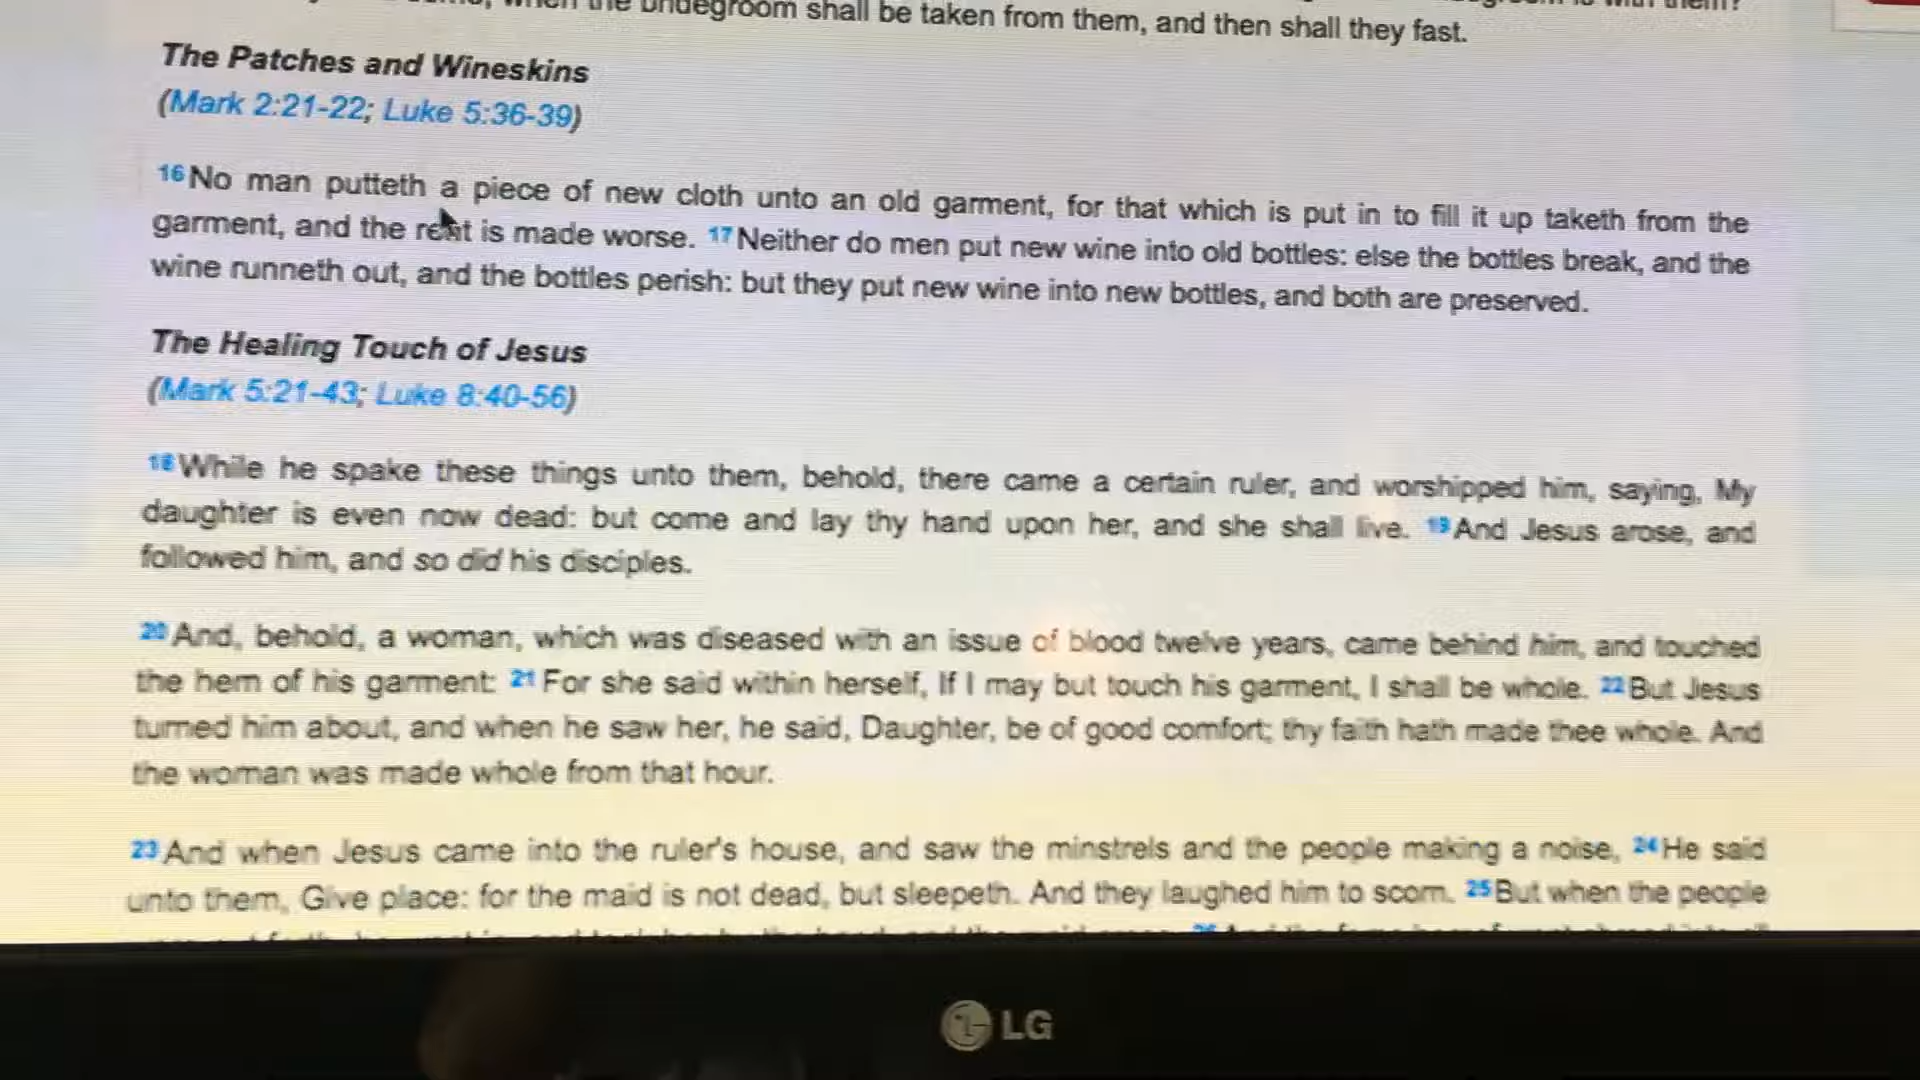 the bridegroom shall be taken from them, and then shall they fast.
The Patches and Wineskins
(Mark 2:21-22; Luke 5:36-39)
16 No man putteth a piece of new cloth unto an old garment, for that which is put in to fill it up taketh from the
garment, and the rent is made worse. 17 Neither do men put new wine into old bottles: else the bottles break, and the
wine runneth out, and the bottles perish: but they put new wine into new bottles, and both are preserved.
The Healing Touch of Jesus
(Mark 5:21-43; Luke 8:40-56)
18 While he spake these things unto them, behold, there came a certain ruler, and worshipped him, saying, My
daughter is even now dead: but come and lay thy hand upon her, and she shall live. 19 And Jesus arose, and
followed him, and so did his disciples.
20 And, behold, a woman, which was diseased with an issue of blood twelve years, came behind him, and touched
the hem of his garment: 21 For she said within herself, If I may but touch his garment, I shall be whole. 22 But Jesus
turned him about, and when he saw her, he said, Daughter, be of good comfort; thy faith hath made thee whole. And
the woman was made whole from that hour.
23 And when Jesus came into the ruler's house, and saw the minstrels and the people making a noise, 24 He said
unto them, Give place: for the maid is not dead, but sleepeth. And they laughed him to scorn. 25 But when the people
LG